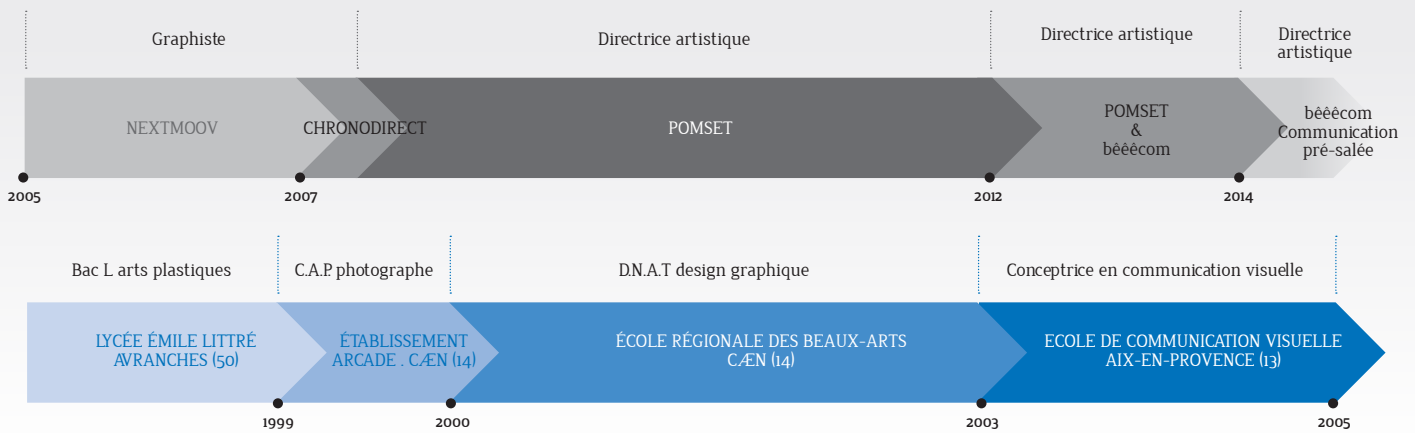 Graphiste
Directrice artistique
Directrice artistique
Directrice
artistique
NEXTMOOV
CHRONODIRECT
POMSET
POMSET
&
bêêêcom
bêêêcom
Communication
pré-salée
2005
2007
2012
2014
Bac L arts plastiques
C.A.P. photographe
D.N.A.T design graphique
Conceptrice en communication visuelle
LYCÉE ÉMILE LITTRÉ
AVRANCHES (50)
ÉTABLISSEMENT
ARCADE . CÆN (14)
ÉCOLE RÉGIONALE DES BEAUX-ARTS
CÆN (14)
ECOLE DE COMMUNICATION VISUELLE
AIX-EN-PROVENCE (13)
1999
2000
2003
2005